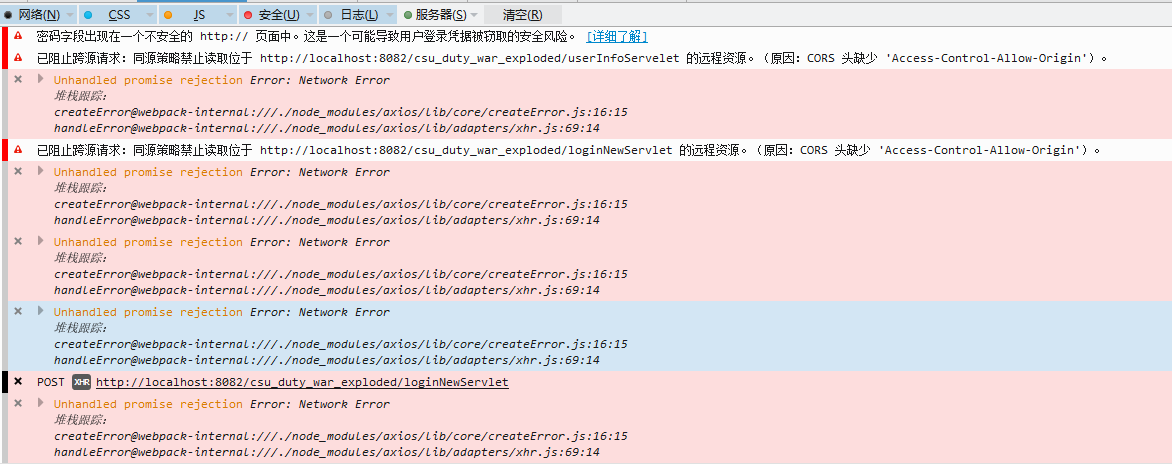 网络(N) CSS JS 安全(U) 日志(L) 服务器(S) 清空(R)
密码字段出现在一个不安全的 http:// 页面中。这是一个可能导致用户登录凭据被窃取的安全风险。 [详细了解]
已阻止跨源请求：同源策略禁止读取位于 http://localhost:8082/csu_duty_war_exploded/userInfoServelet 的远程资源。（原因：CORS 头缺少 'Access-Control-Allow-Origin'）。
Unhandled promise rejection Error: Network Error
堆栈跟踪:
createError@webpack-internal:///./node_modules/axios/lib/core/createError.js:16:15
handleError@webpack-internal:///./node_modules/axios/lib/adapters/xhr.js:69:14
已阻止跨源请求：同源策略禁止读取位于 http://localhost:8082/csu_duty_war_exploded/loginNewServlet 的远程资源。（原因：CORS 头缺少 'Access-Control-Allow-Origin'）。
Unhandled promise rejection Error: Network Error
堆栈跟踪:
createError@webpack-internal:///./node_modules/axios/lib/core/createError.js:16:15
handleError@webpack-internal:///./node_modules/axios/lib/adapters/xhr.js:69:14
Unhandled promise rejection Error: Network Error
堆栈跟踪:
createError@webpack-internal:///./node_modules/axios/lib/core/createError.js:16:15
handleError@webpack-internal:///./node_modules/axios/lib/adapters/xhr.js:69:14
Unhandled promise rejection Error: Network Error
堆栈跟踪:
createError@webpack-internal:///./node_modules/axios/lib/core/createError.js:16:15
handleError@webpack-internal:///./node_modules/axios/lib/adapters/xhr.js:69:14
POST XHR http://localhost:8082/csu_duty_war_exploded/loginNewServlet
Unhandled promise rejection Error: Network Error
堆栈跟踪:
createError@webpack-internal:///./node_modules/axios/lib/core/createError.js:16:15
handleError@webpack-internal:///./node_modules/axios/lib/adapters/xhr.js:69:14